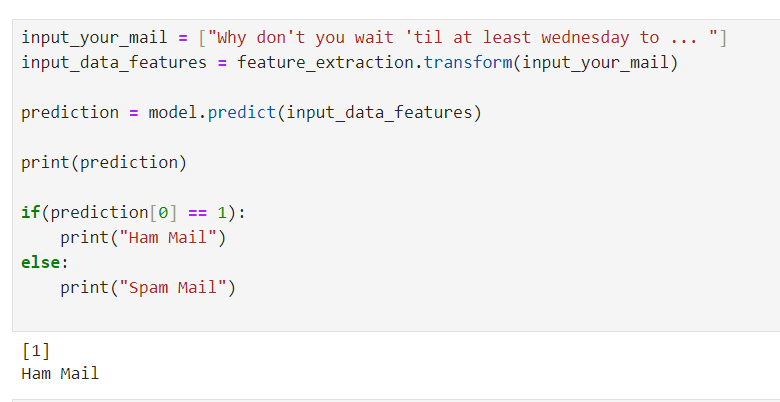 input_your_mail = ["Why don't you wait 'til at least wednesday to ... "]
input_data_features = feature_extraction.transform(input_your_mail)
prediction = model.predict(input_data_features)
print(prediction)
if(prediction[0] == 1):
    print("Ham Mail")
else:
    print("Spam Mail")
[1]
Ham Mail